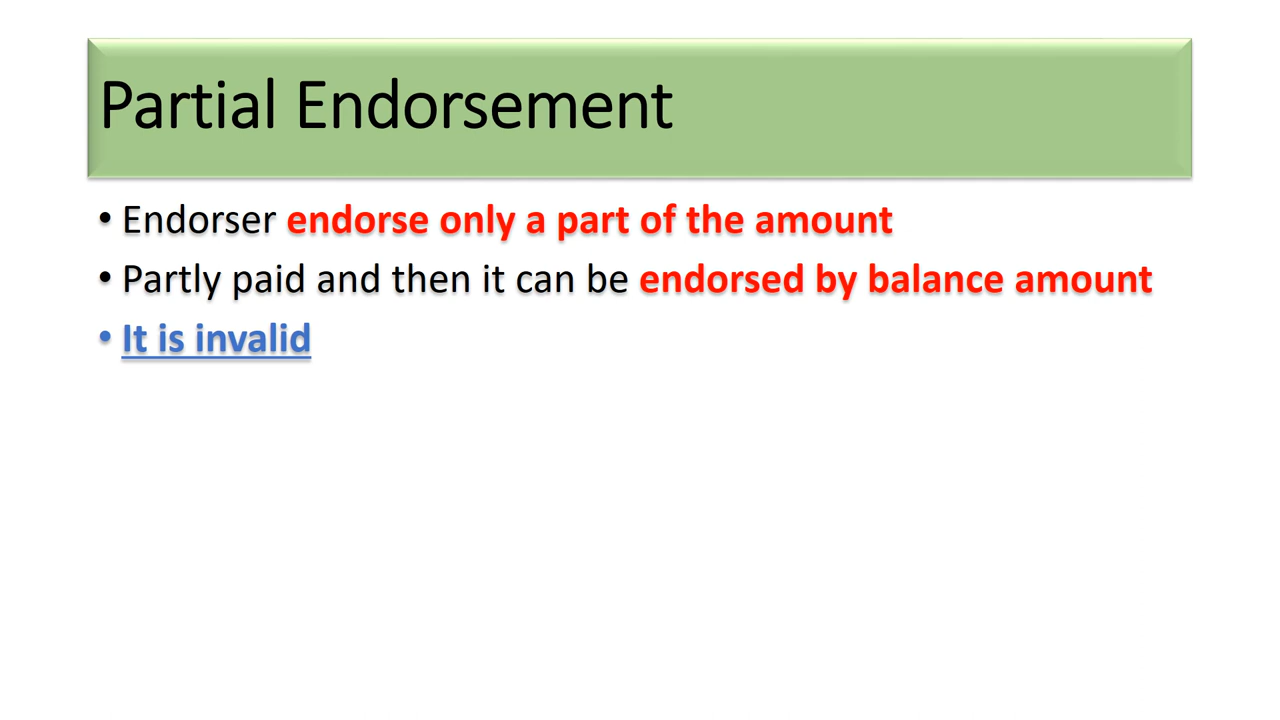 Partial Endorsement
• Endorser endorse only a part of the amount
• Partly paid and then it can be endorsed by balance amount
• It is invalid